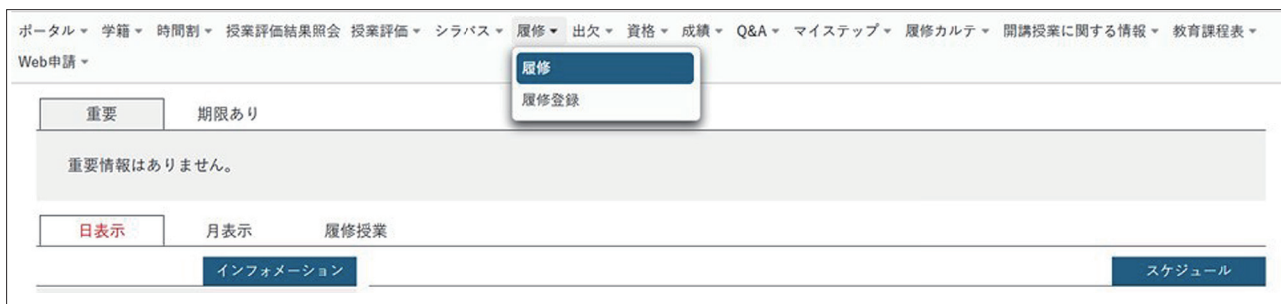 ポータル 学籍 時間割 授業評価結果照会 授業評価 シラバス 履修 出欠 資格 成績 Q&A マイステップ 履修カルテ 開講授業に関する情報 教育課程表
Web申請
履修
履修登録
重要 期限あり
重要情報はありません。
日表示 月表示 履修授業
インフォメーション スケジュール